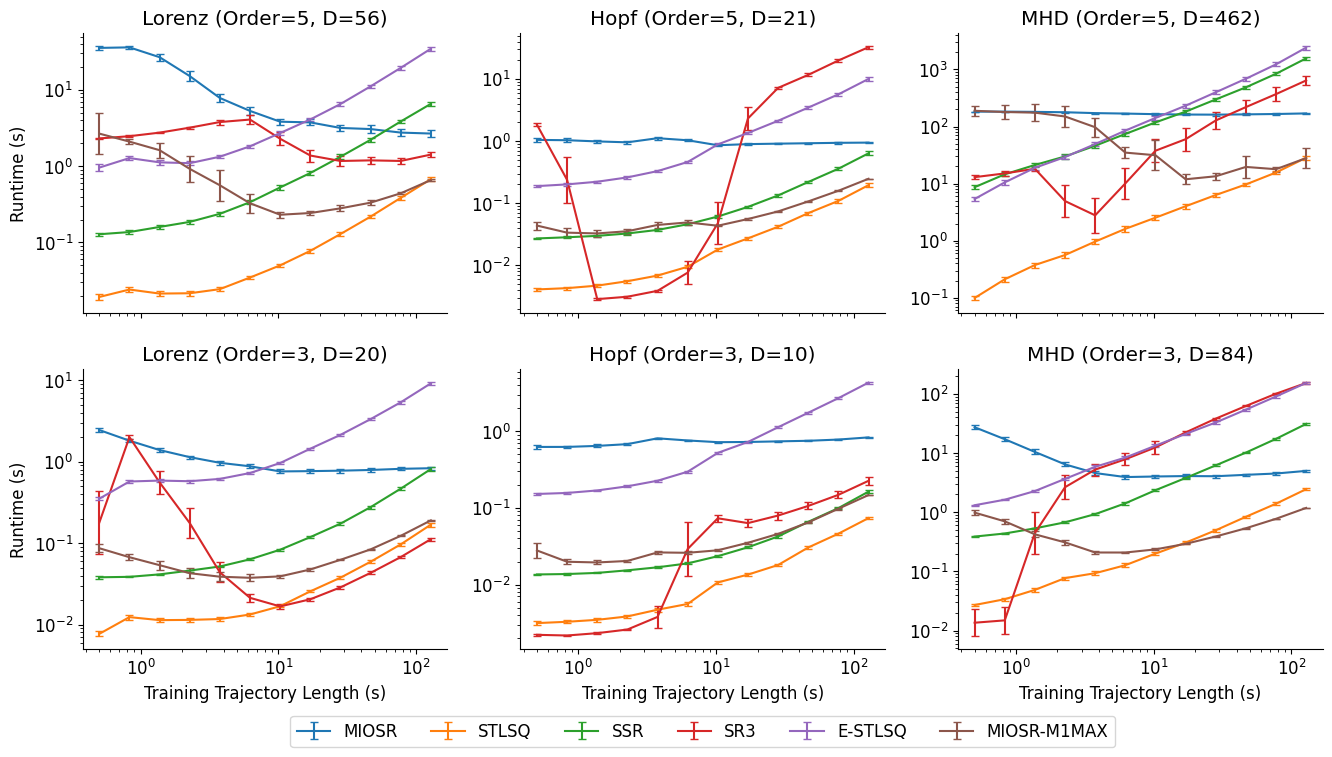 Lorenz (Order=5, D=56)
Hopf (Order=5, D=21)
MHD (Order=5, D=462)
Runtime (s)
10¹
10⁰
10⁻¹
10¹
10⁰
10⁻¹
10⁻²
10³
10²
10¹
10⁰
10⁻¹
Lorenz (Order=3, D=20)
Hopf (Order=3, D=10)
MHD (Order=3, D=84)
Runtime (s)
10¹
10⁰
10⁻¹
10⁻²
10⁰
10⁻¹
10⁻²
10²
10¹
10⁰
10⁻¹
10⁻²
10⁰ 10¹ 10²
10⁰ 10¹ 10²
10⁰ 10¹ 10²
Training Trajectory Length (s)
Training Trajectory Length (s)
Training Trajectory Length (s)
MIOSR STLSQ SSR SR3 E-STLSQ MIOSR-M1MAX